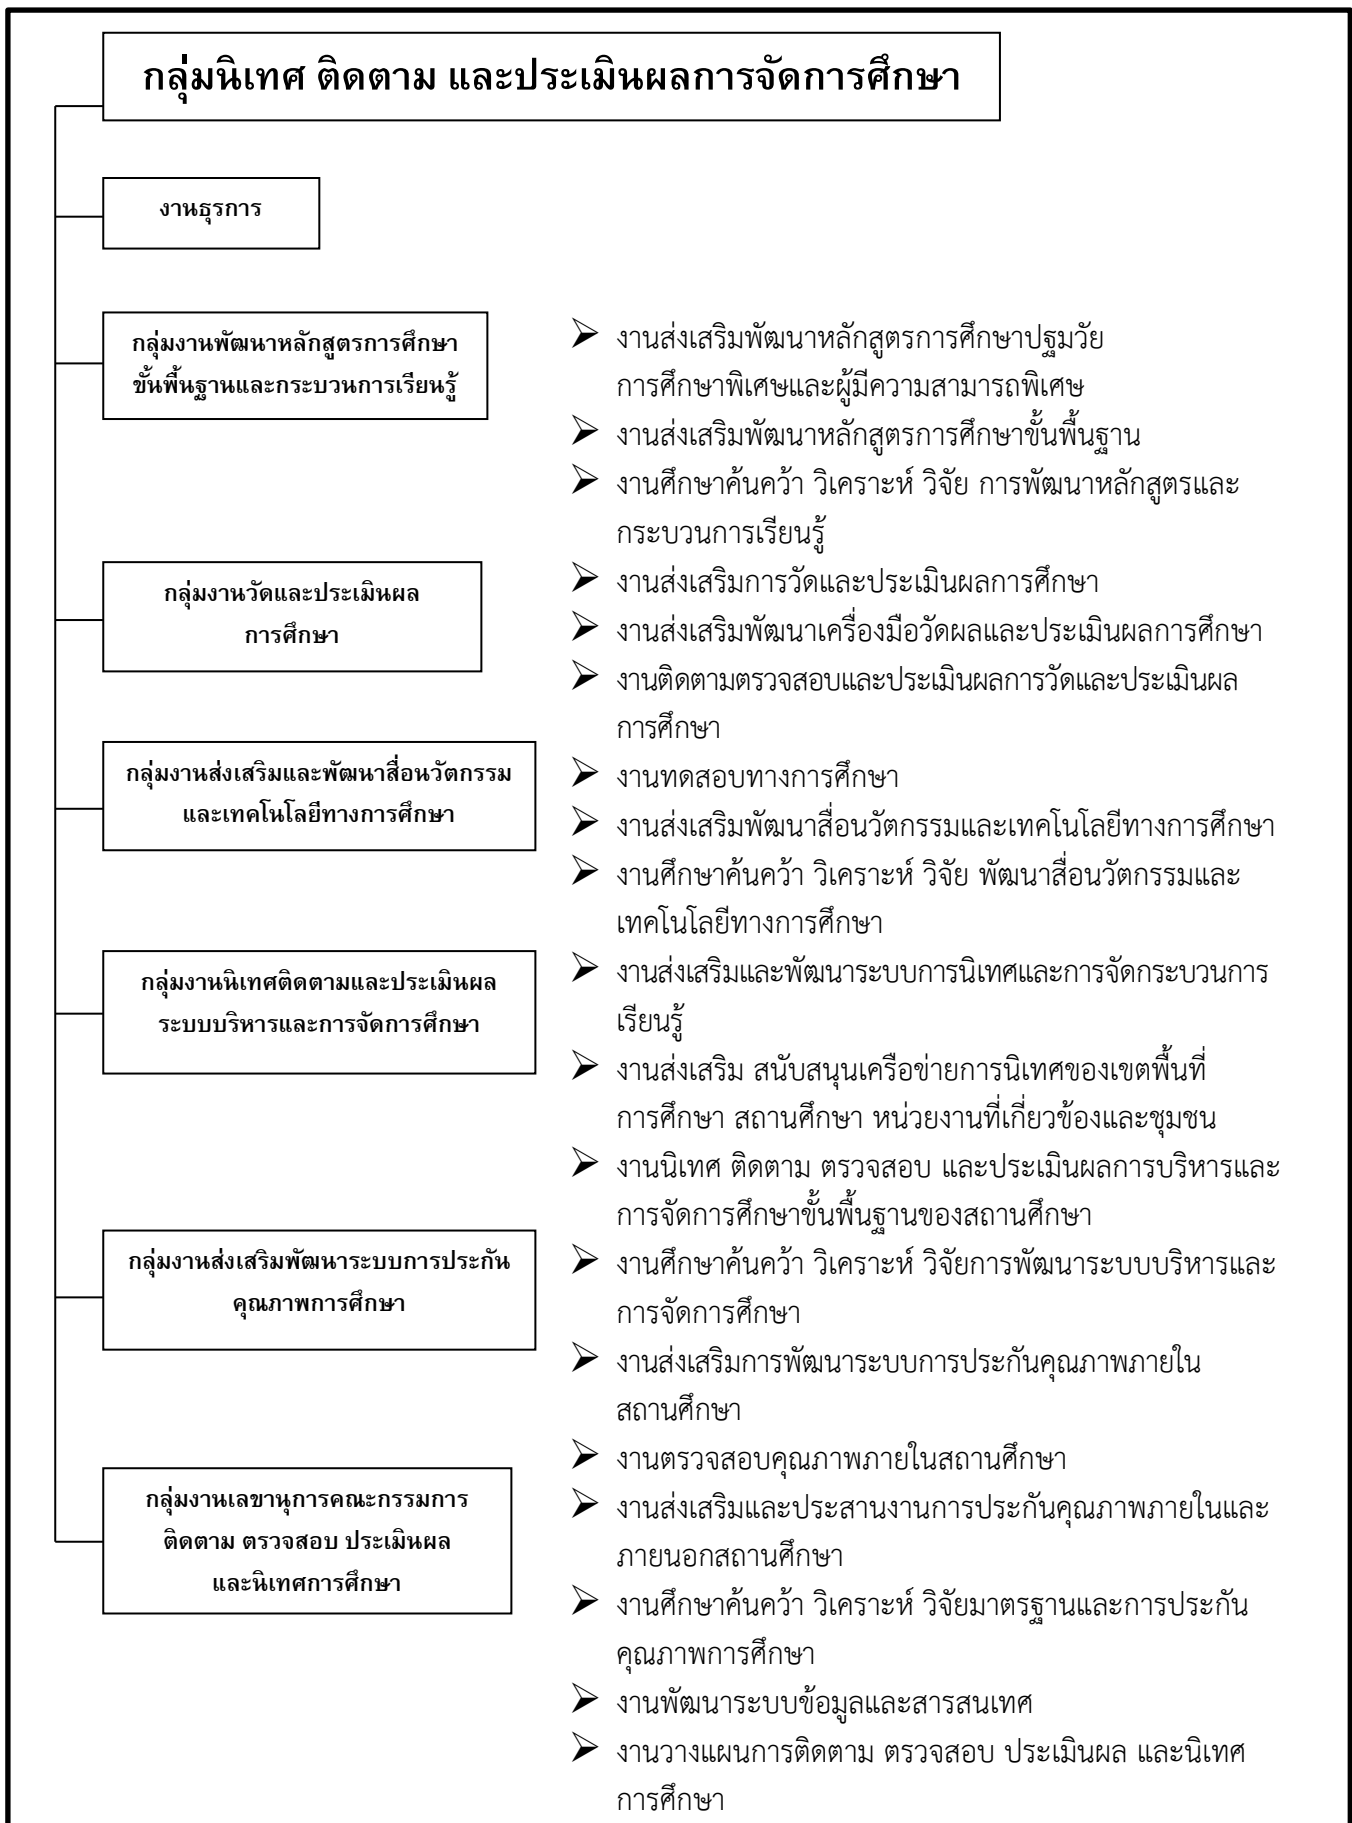 กลุ่มนิเทศ ติดตาม และประเมินผลการจัดการศึกษา
งานธุรการ
กลุ่มงานพัฒนาหลักสูตรการศึกษา
ขั้นพื้นฐานและกระบวนการเรียนรู้
กลุ่มงานวัดและประเมินผล
การศึกษา
กลุ่มงานส่งเสริมและพัฒนาสื่อนวัตกรรม
และเทคโนโลยีทางการศึกษา
กลุ่มงานนิเทศติดตามและประเมินผล
ระบบบริหารและการจัดการศึกษา
กลุ่มงานส่งเสริมพัฒนาระบบการประกัน
คุณภาพการศึกษา
กลุ่มงานเลขานุการคณะกรรมการ
ติดตาม ตรวจสอบ ประเมินผล
และนิเทศการศึกษา
งานส่งเสริมพัฒนาหลักสูตรการศึกษาปฐมวัย
การศึกษาพิเศษและผู้มีความสามารถพิเศษ
งานส่งเสริมพัฒนาหลักสูตรการศึกษาขั้นพื้นฐาน
งานศึกษาค้นคว้า วิเคราะห์ วิจัย การพัฒนาหลักสูตรและ
กระบวนการเรียนรู้
งานส่งเสริมการวัดและประเมินผลการศึกษา
งานส่งเสริมพัฒนาเครื่องมือวัดผลและประเมินผลการศึกษา
งานติดตามตรวจสอบและประเมินผลการวัดและประเมินผล
การศึกษา
งานทดสอบทางการศึกษา
งานส่งเสริมพัฒนาสื่อนวัตกรรมและเทคโนโลยีทางการศึกษา
งานศึกษาค้นคว้า วิเคราะห์ วิจัย พัฒนาสื่อนวัตกรรมและ
เทคโนโลยีทางการศึกษา
งานส่งเสริมและพัฒนาระบบการนิเทศและการจัดกระบวนการ
เรียนรู้
งานส่งเสริม สนับสนุนเครือข่ายการนิเทศของเขตพื้นที่
การศึกษา สถานศึกษา หน่วยงานที่เกี่ยวข้องและชุมชน
งานนิเทศ ติดตาม ตรวจสอบ และประเมินผลการบริหารและ
การจัดการศึกษาขั้นพื้นฐานของสถานศึกษา
งานศึกษาค้นคว้า วิเคราะห์ วิจัยการพัฒนาระบบบริหารและ
การจัดการศึกษา
งานส่งเสริมการพัฒนาระบบการประกันคุณภาพภายใน
สถานศึกษา
งานตรวจสอบคุณภาพภายในสถานศึกษา
งานส่งเสริมและประสานงานการประกันคุณภาพภายในและ
ภายนอกสถานศึกษา
งานศึกษาค้นคว้า วิเคราะห์ วิจัยมาตรฐานและการประกัน
คุณภาพการศึกษา
งานพัฒนาระบบข้อมูลและสารสนเทศ
งานวางแผนการติดตาม ตรวจสอบ ประเมินผล และนิเทศ
การศึกษา